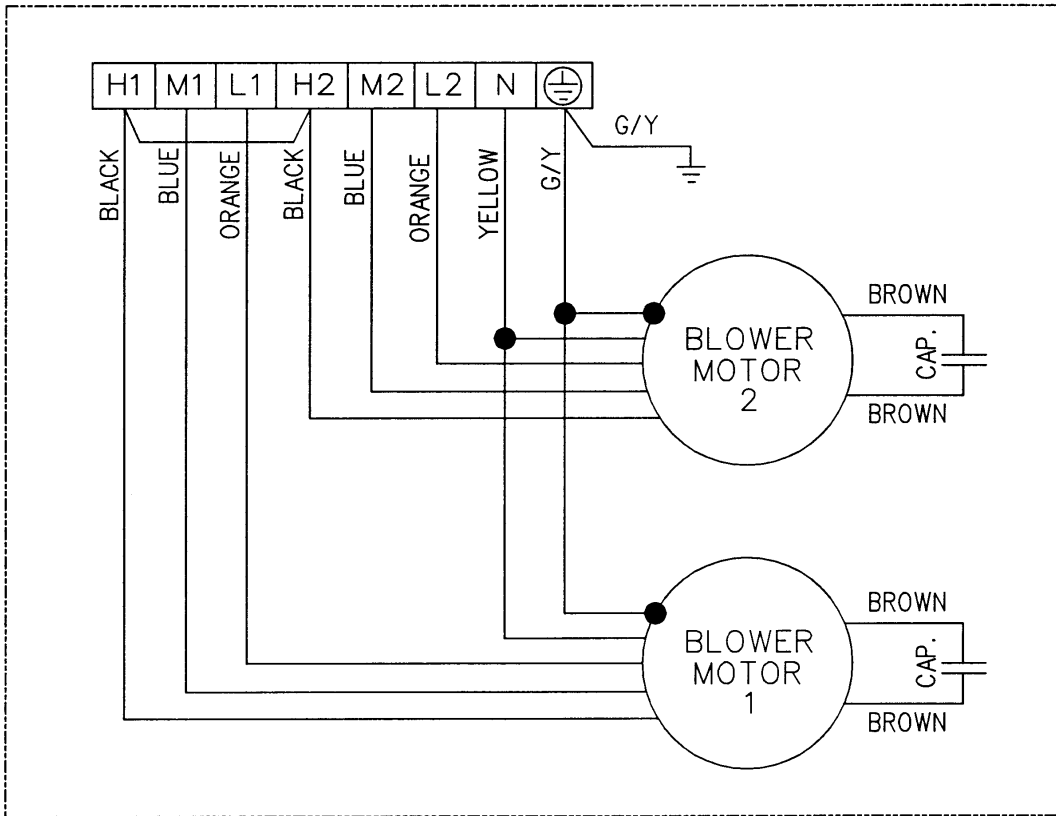 H1 M1 L1 H2 M2 L2 N
G/Y
BLACK
BLUE
ORANGE
BLACK
BLUE
ORANGE
YELLOW
G/Y
BLOWER
MOTOR
2
BROWN
CAP.
BROWN
BLOWER
MOTOR
1
BROWN
CAP.
BROWN